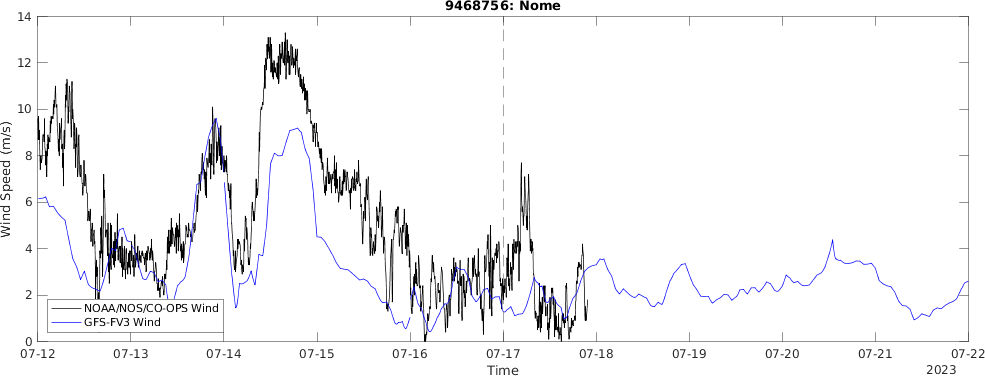 9468756: Nome
14
12
10
8
6
4
2
0
Wind Speed (m/s)
NOAA/NOS/CO-OPS Wind
GFS-FV3 Wind
07-12 07-13 07-14 07-15 07-16 07-17 07-18 07-19 07-20 07-21 07-22
Time
2023